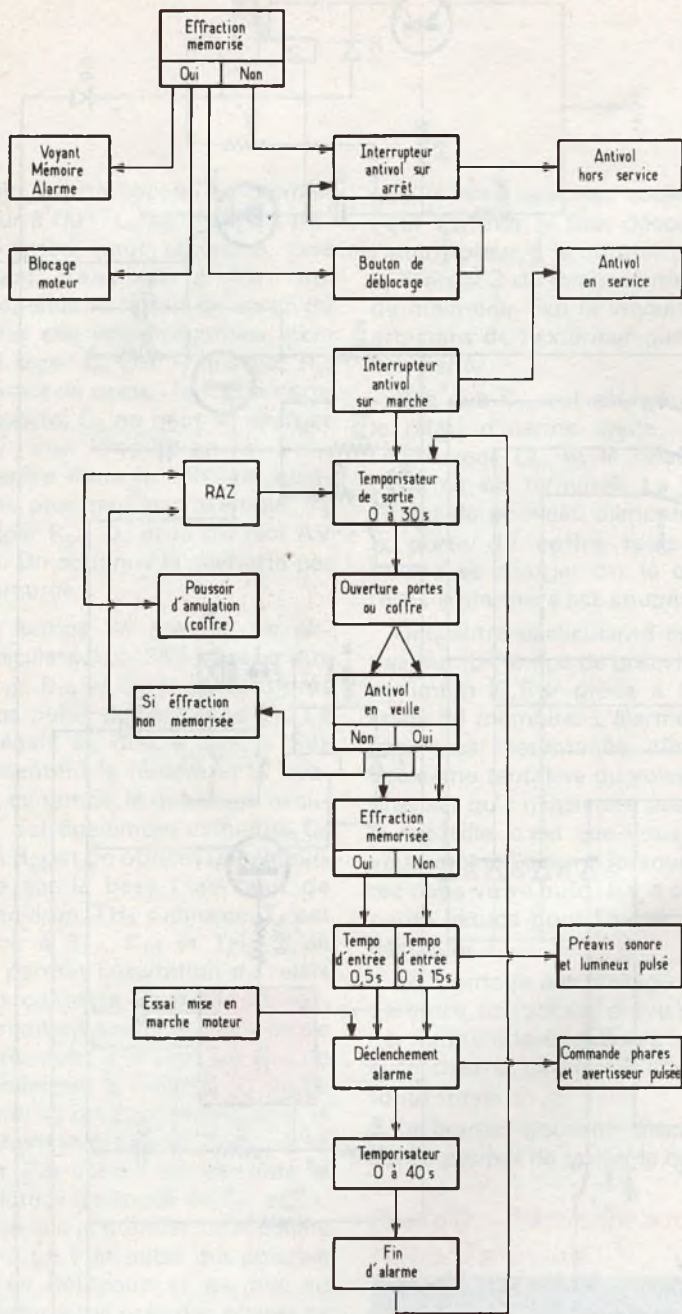 Effraction
mémorisé
Oui Non
Voyant
Mémoire
Alarme
Interrupteur
antivol sur
arrêt
Antivol
hors service
Blocage
moteur
Bouton de
déblocage
Antivol
en service
Interrupteur
antivol
sur marche
RAZ
Temporisateur
de sortie
0 à 30s
Poussoir
d'annulation
(coffre)
Ouverture portes
ou coffre
Si éffraction
non mémorisée
Antivol
en veille
Non Oui
Effraction
mémorisée
Oui Non
Tempo
d'entrée
0,5s
Tempo
d'entrée
0 à 15s
Préavis sonore
et lumineux pulsé
Essai mise en
marche moteur
Déclenchement
alarme
Commande phares
et avertisseur pulsée
Temporisateur
0 à 40s
Fin
d'alarme